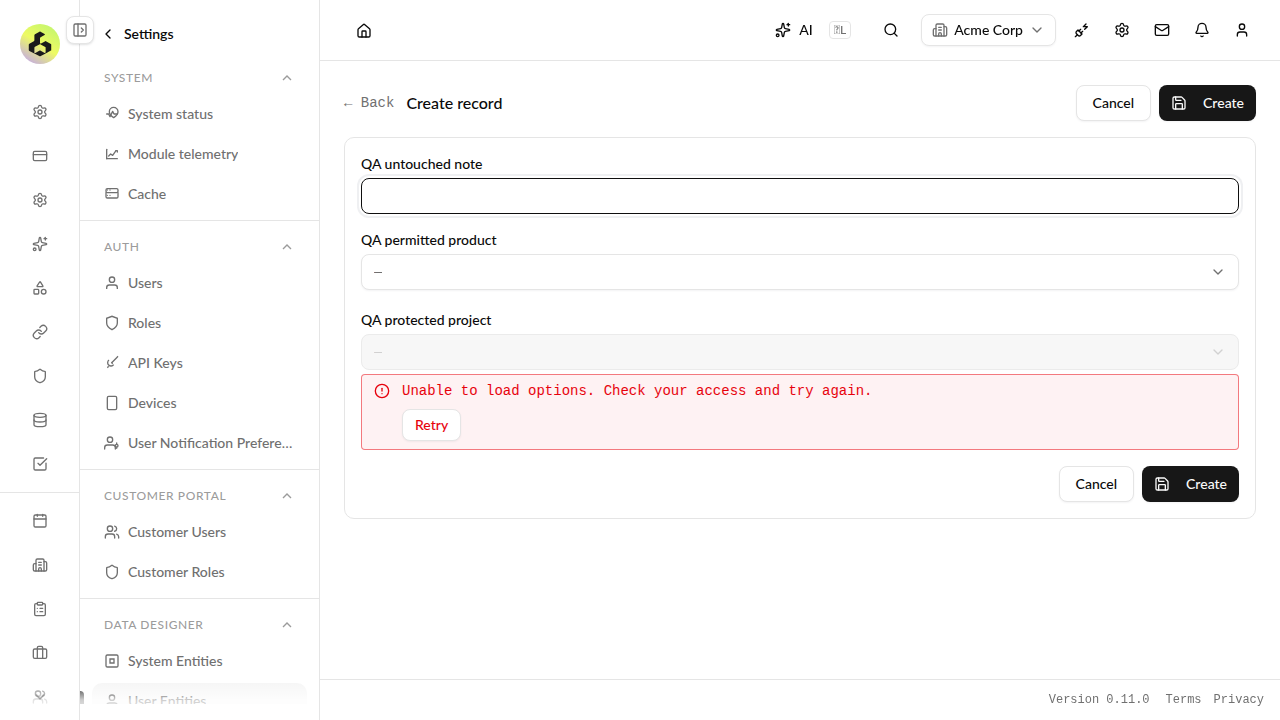 Settings
SYSTEM
System status
Module telemetry
Cache
AUTH
Users
Roles
API Keys
Devices
User Notification Prefere...
CUSTOMER PORTAL
Customer Users
Customer Roles
DATA DESIGNER
System Entities
User Entities
AI
L
Acme Corp
← Back
Create record
Cancel
Create
QA untouched note
QA permitted product
—
QA protected project
—
Unable to load options. Check your access and try again.
Retry
Cancel
Create
Version 0.11.0
Terms
Privacy